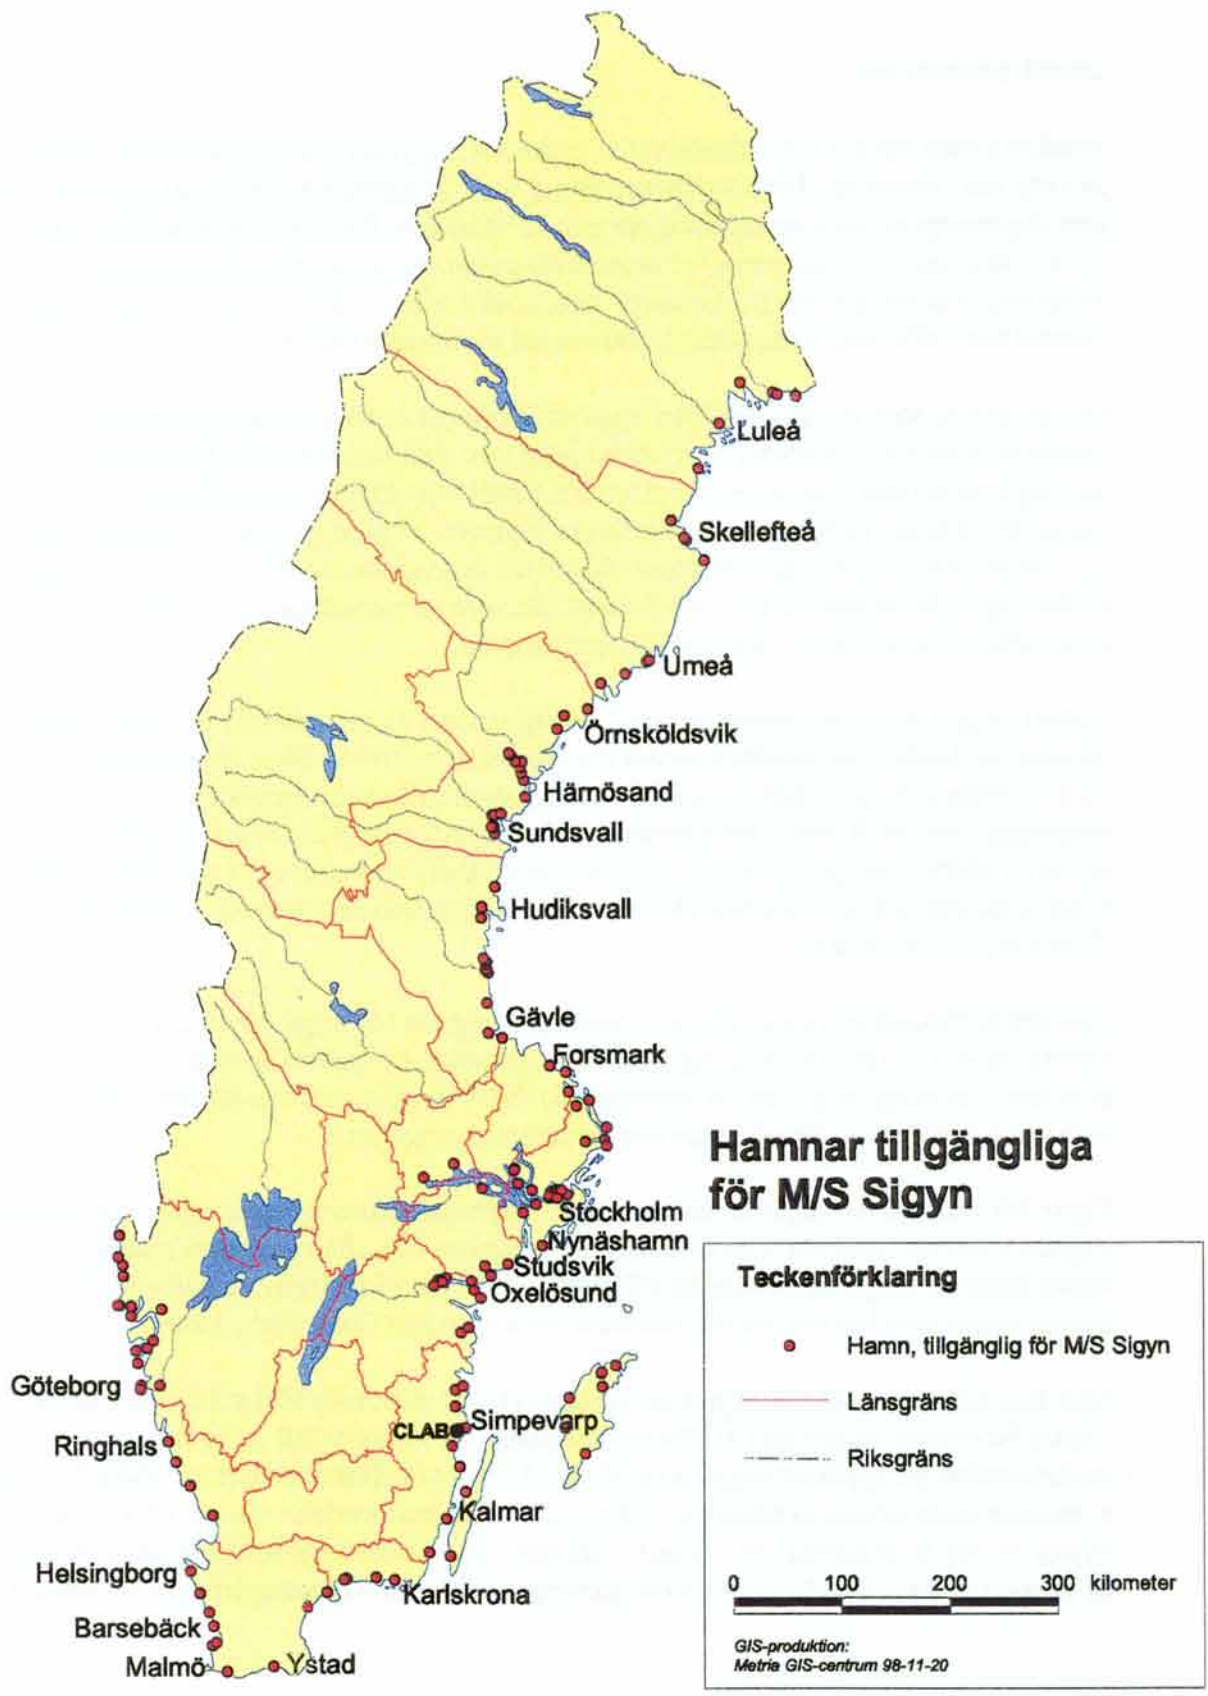 Luleå
Skellefteå
Umeå
Örnsköldsvik
Härnösand
Sundsvall
Hudiksvall
Gävle
Forsmark
Hamnar tillgängliga
för M/S Sigyn
Stockholm
Nynäshamn
Studsvik
Oxelösund
Teckenförklaring
Hamn, tillgänglig för M/S Sigyn
Länsgräns
Riksgräns
Göteborg
Simpevarp
CLAB
Ringhals
Kalmar
Helsingborg
Karlskrona
Barsebäck
Malmö
Ystad
0 100 200 300 kilometer
GIS-produktion:
Metria GIS-centrum 98-11-20